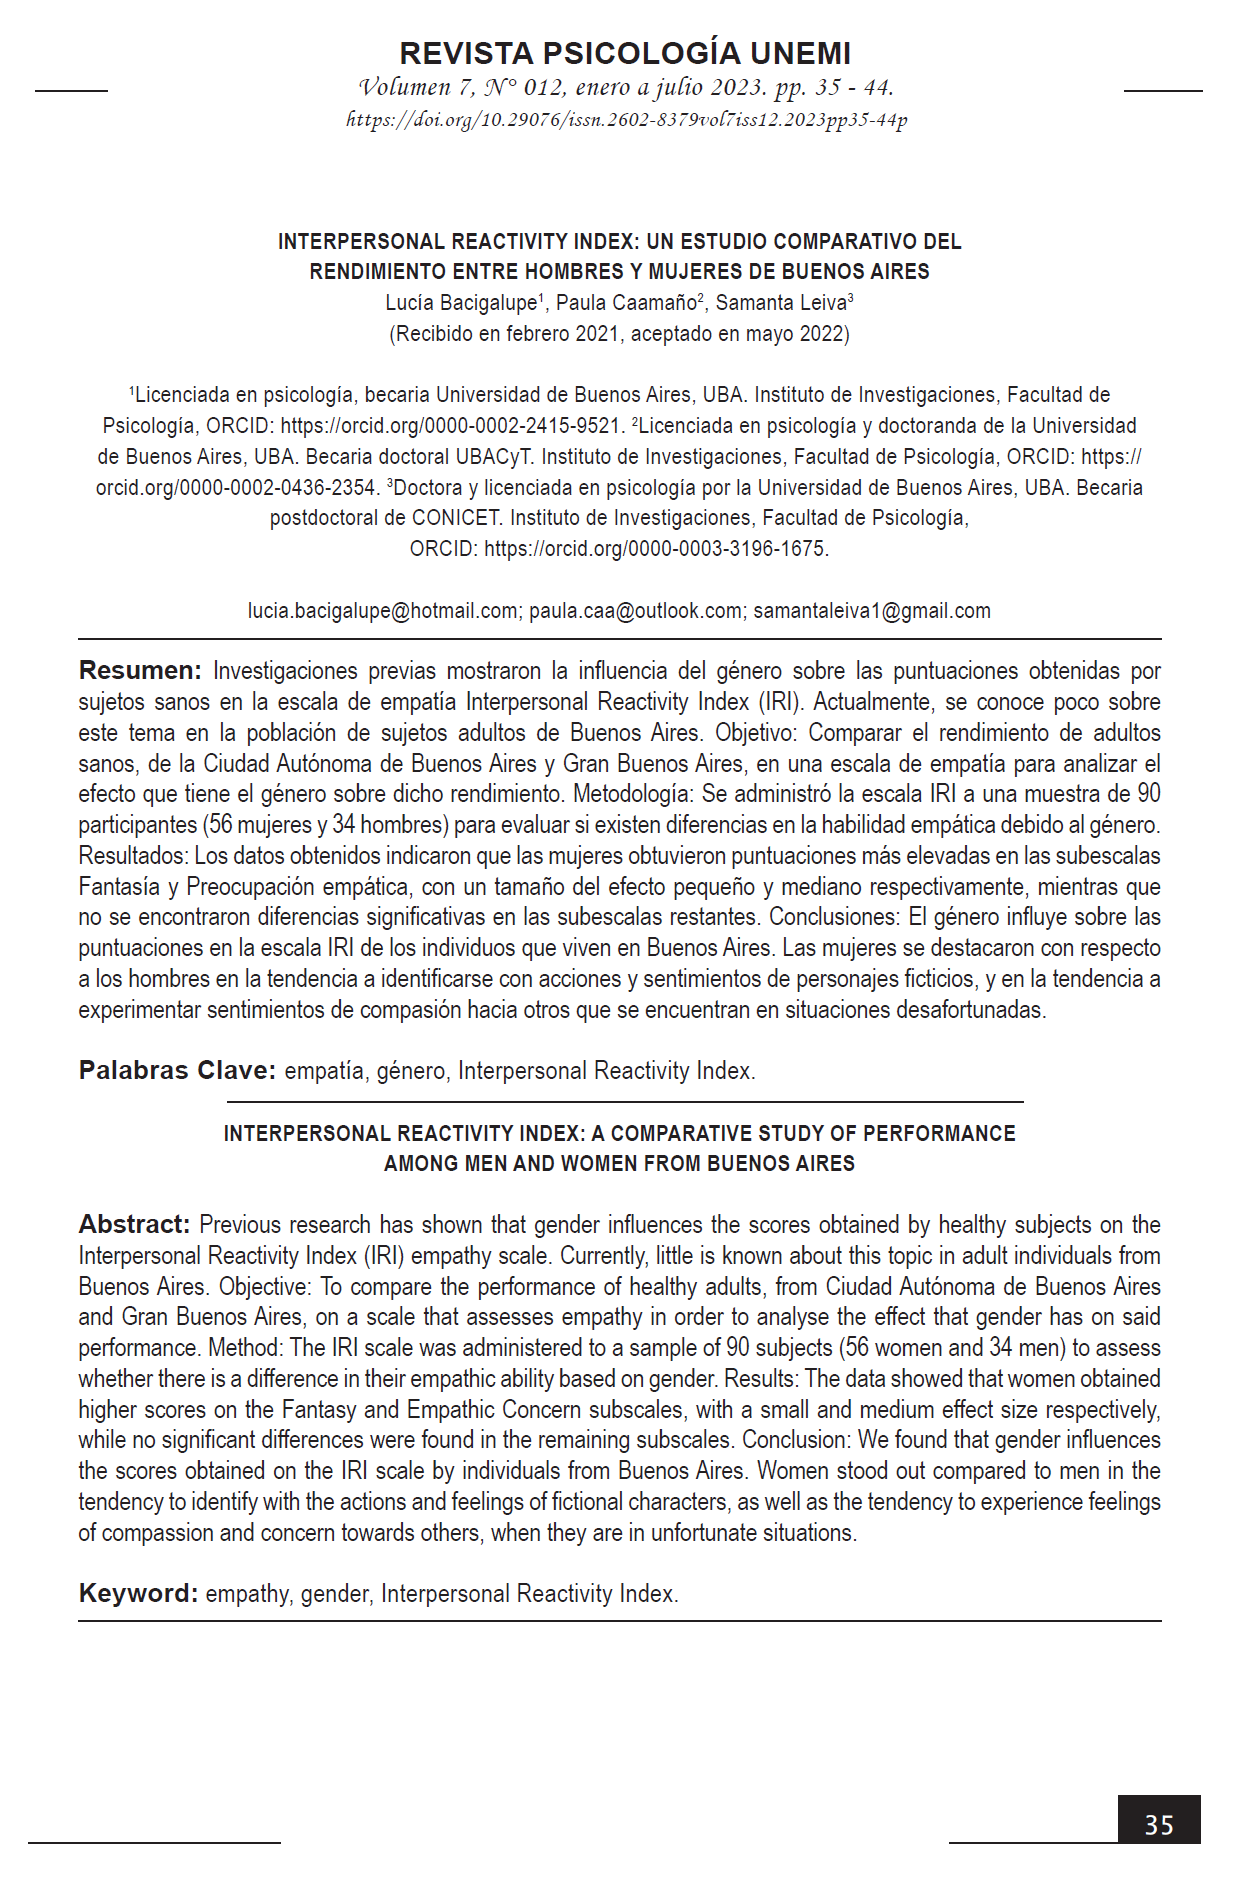 REVISTA PSICOLOGÍA UNEMI
Volumen 7, N° 012, enero a julio 2023. pp. 35 - 44.
https://doi.org/10.29076/issn.2602-8379vol7iss12.2023pp35-44p
INTERPERSONAL REACTIVITY INDEX: UN ESTUDIO COMPARATIVO DEL
RENDIMIENTO ENTRE HOMBRES Y MUJERES DE BUENOS AIRES
Lucía Bacigalupe¹, Paula Caamaño², Samanta Leiva³
(Recibido en febrero 2021, aceptado en mayo 2022)
¹Licenciada en psicología, becaria Universidad de Buenos Aires, UBA. Instituto de Investigaciones, Facultad de
Psicología, ORCID: https://orcid.org/0000-0002-2415-9521. ²Licenciada en psicología y doctoranda de la Universidad
de Buenos Aires, UBA. Becaria doctoral UBACyT. Instituto de Investigaciones, Facultad de Psicología, ORCID: https://
orcid.org/0000-0002-0436-2354. ³Doctora y licenciada en psicología por la Universidad de Buenos Aires, UBA. Becaria
postdoctoral de CONICET. Instituto de Investigaciones, Facultad de Psicología,
ORCID: https://orcid.org/0000-0003-3196-1675.
lucia.bacigalupe@hotmail.com; paula.caa@outlook.com; samantaleiva1@gmail.com
Resumen: Investigaciones previas mostraron la influencia del género sobre las puntuaciones obtenidas por
sujetos sanos en la escala de empatía Interpersonal Reactivity Index (IRI). Actualmente, se conoce poco sobre
este tema en la población de sujetos adultos de Buenos Aires. Objetivo: Comparar el rendimiento de adultos
sanos, de la Ciudad Autónoma de Buenos Aires y Gran Buenos Aires, en una escala de empatía para analizar el
efecto que tiene el género sobre dicho rendimiento. Metodología: Se administró la escala IRI a una muestra de 90
participantes (56 mujeres y 34 hombres) para evaluar si existen diferencias en la habilidad empática debido al género.
Resultados: Los datos obtenidos indicaron que las mujeres obtuvieron puntuaciones más elevadas en las subescalas
Fantasía y Preocupación empática, con un tamaño del efecto pequeño y mediano respectivamente, mientras que
no se encontraron diferencias significativas en las subescalas restantes. Conclusiones: El género influye sobre las
puntuaciones en la escala IRI de los individuos que viven en Buenos Aires. Las mujeres se destacaron con respecto
a los hombres en la tendencia a identificarse con acciones y sentimientos de personajes ficticios, y en la tendencia a
experimentar sentimientos de compasión hacia otros que se encuentran en situaciones desafortunadas.
Palabras Clave: empatía, género, Interpersonal Reactivity Index.
INTERPERSONAL REACTIVITY INDEX: A COMPARATIVE STUDY OF PERFORMANCE
AMONG MEN AND WOMEN FROM BUENOS AIRES
Abstract: Previous research has shown that gender influences the scores obtained by healthy subjects on the
Interpersonal Reactivity Index (IRI) empathy scale. Currently, little is known about this topic in adult individuals from
Buenos Aires. Objective: To compare the performance of healthy adults, from Ciudad Autónoma de Buenos Aires
and Gran Buenos Aires, on a scale that assesses empathy in order to analyse the effect that gender has on said
performance. Method: The IRI scale was administered to a sample of 90 subjects (56 women and 34 men) to assess
whether there is a difference in their empathic ability based on gender. Results: The data showed that women obtained
higher scores on the Fantasy and Empathic Concern subscales, with a small and medium effect size respectively,
while no significant differences were found in the remaining subscales. Conclusion: We found that gender influences
the scores obtained on the IRI scale by individuals from Buenos Aires. Women stood out compared to men in the
tendency to identify with the actions and feelings of fictional characters, as well as the tendency to experience feelings
of compassion and concern towards others, when they are in unfortunate situations.
Keyword: empathy, gender, Interpersonal Reactivity Index.
35